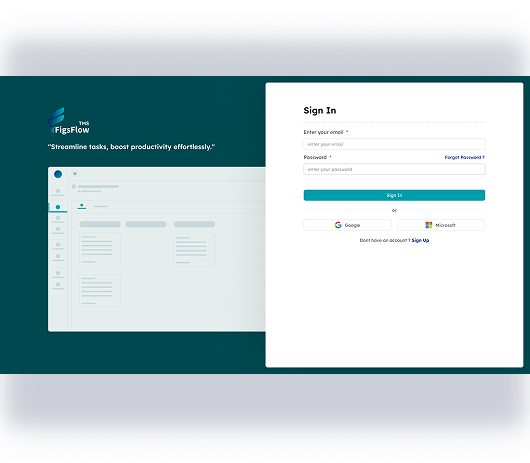 TMS
FigsFlow
"Streamline tasks, boost productivity effortlessly."
Sign In
Enter your email *
enter your email
Password *
Forgot Password ?
enter your password
Sign In
or
Google
Microsoft
Dont have an account ? Sign Up